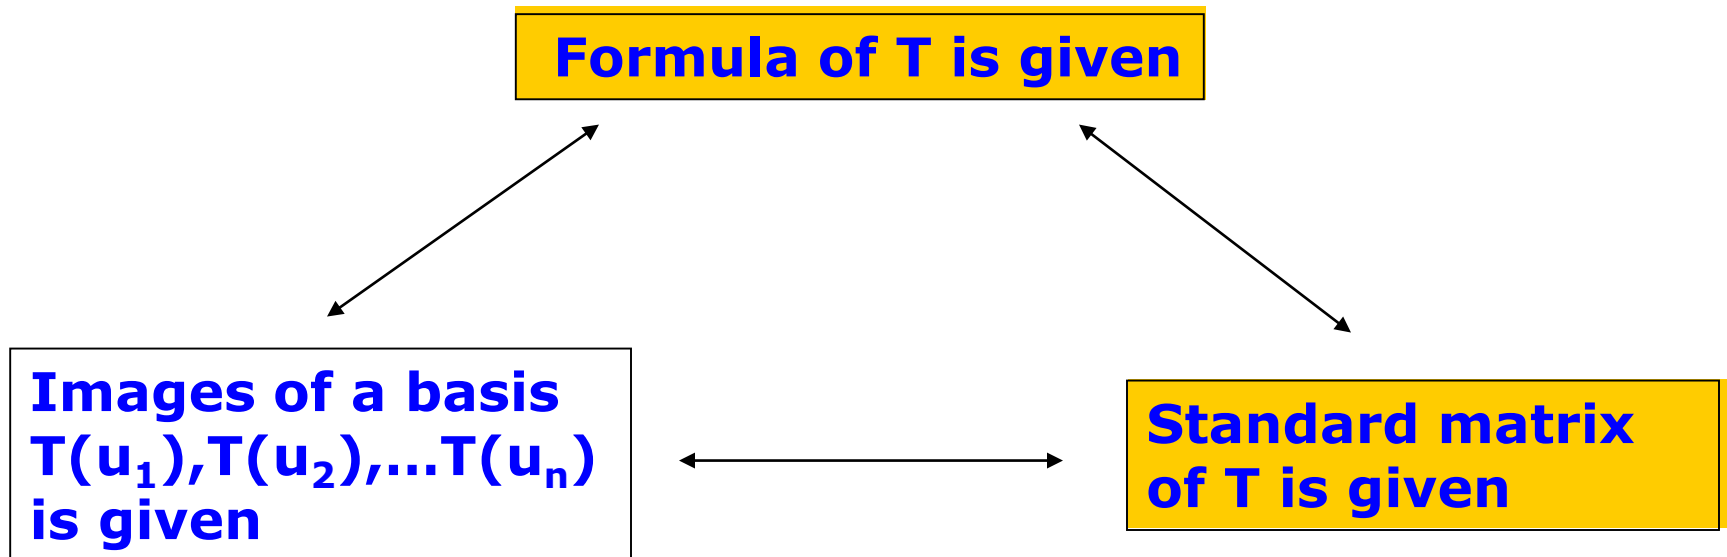 Formula of T is given
Images of a basis
T(u₁),T(u₂),...T(uₙ)
is given
Standard matrix
of T is given